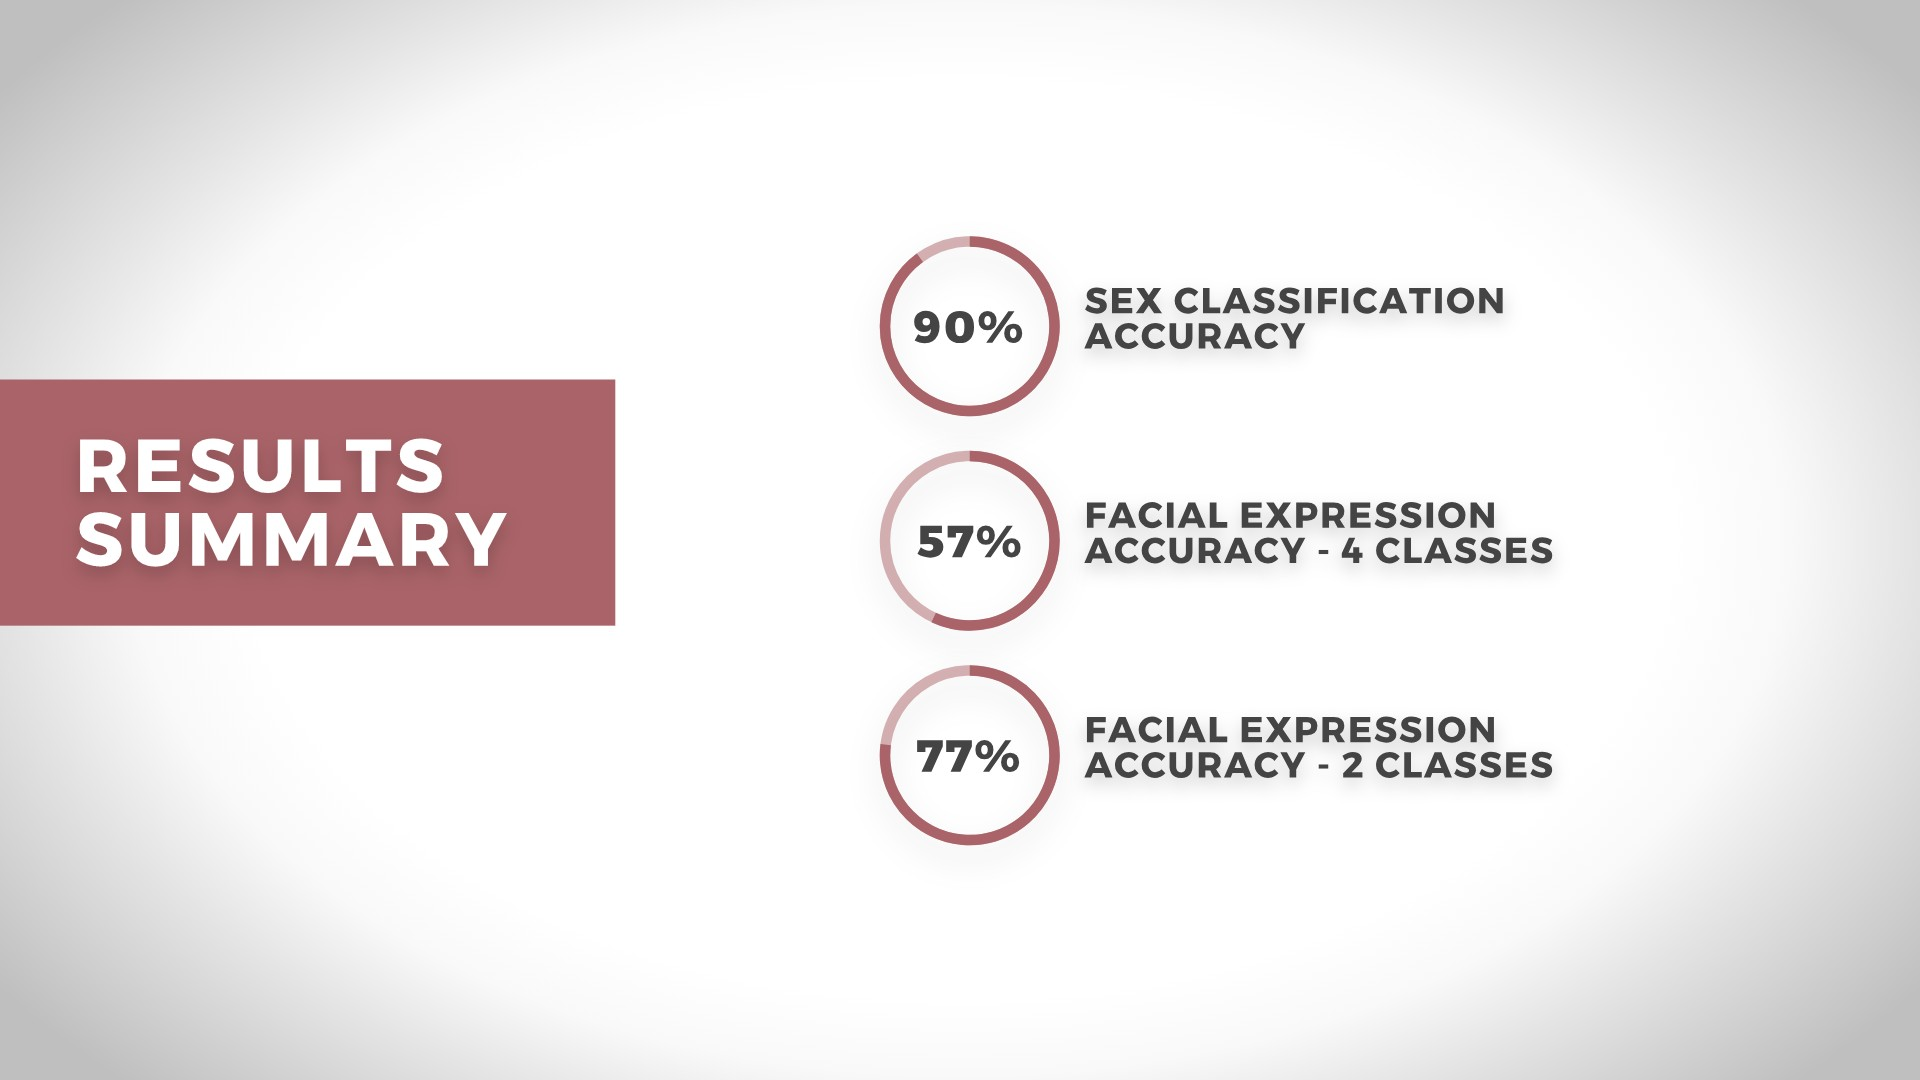 RESULTS
SUMMARY
90%
SEX CLASSIFICATION
ACCURACY
57%
FACIAL EXPRESSION
ACCURACY - 4 CLASSES
77%
FACIAL EXPRESSION
ACCURACY - 2 CLASSES